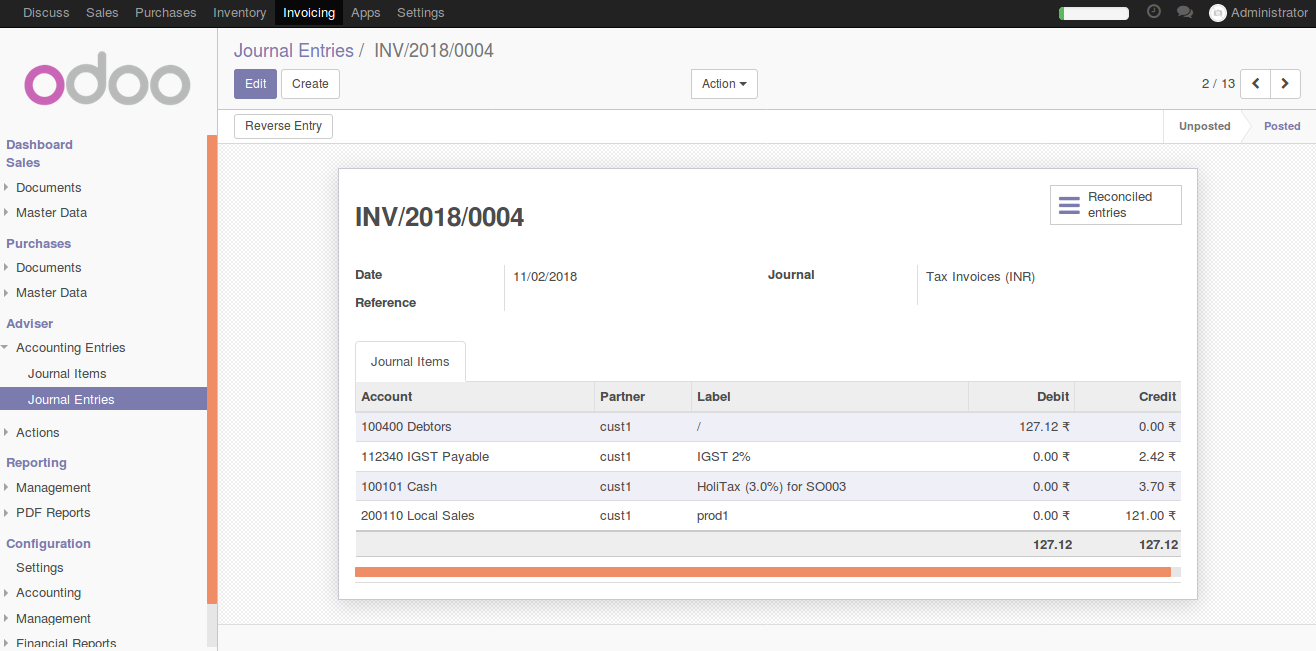 Discuss Sales Purchases Inventory Invoicing Apps Settings Administrator
odoo
Dashboard
Sales
Documents
Master Data
Purchases
Documents
Master Data
Adviser
Accounting Entries
Journal Items
Journal Entries
Actions
Reporting
Management
PDF Reports
Configuration
Settings
Accounting
Management
Financial Reports
Journal Entries / INV/2018/0004
Edit Create Action 2 / 13
Reverse Entry Unposted Posted
Reconciled
entries
INV/2018/0004
Date 11/02/2018 Journal Tax Invoices (INR)
Reference
Journal Items
Account Partner Label Debit Credit
100400 Debtors cust1 / 127.12 ₹ 0.00 ₹
112340 IGST Payable cust1 IGST 2% 0.00 ₹ 2.42 ₹
100101 Cash cust1 HoliTax (3.0%) for SO003 0.00 ₹ 3.70 ₹
200110 Local Sales cust1 prod1 0.00 ₹ 121.00 ₹
127.12 127.12